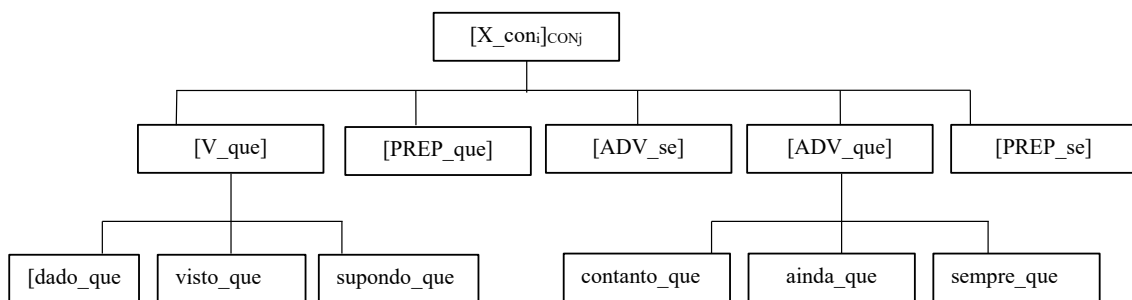 [X_conᵢ]CONj
[V_que] [PREP_que] [ADV_se] [ADV_que] [PREP_se]
[dado_que visto_que supondo_que contanto_que ainda_que sempre_que